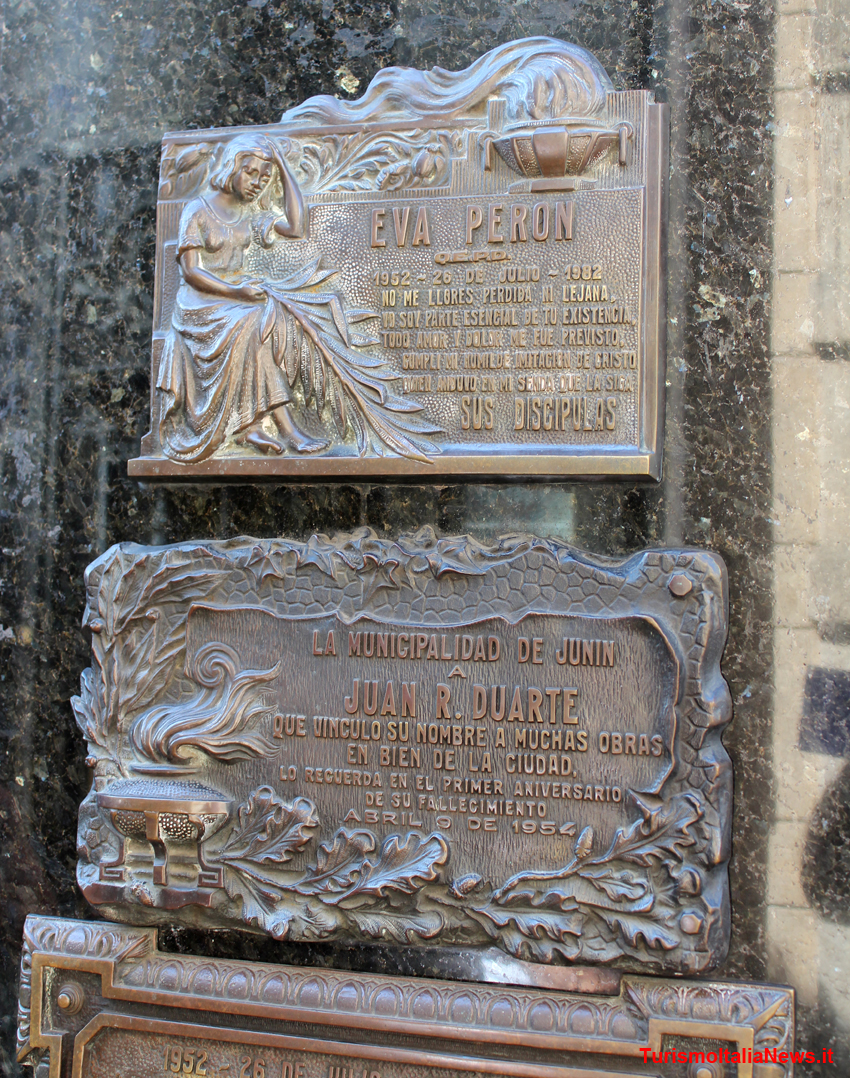 EVA PERON
Q.E.P.D.
1952 - 26 DE JULIO - 1982
NO ME LLORES PERDIDA NI LEJANA,
YO SOY PARTE ESENCIAL DE TU EXISTENCIA,
TODO AMOR Y DOLOR ME FUE PREVISTO,
CUMPLI MI HUMILDE IMITACION DE CRISTO
QUIEN ANDUVO EN MI SENDA QUE LA SIGA
SUS DISCIPULAS
LA MUNICIPALIDAD DE JUNIN
A
JUAN R. DUARTE
QUE VINCULO SU NOMBRE A MUCHAS OBRAS
EN BIEN DE LA CIUDAD,
LO RECUERDA EN EL PRIMER ANIVERSARIO
DE SU FALLECIMIENTO
ABRIL 9 DE 1954
1952 - 26 DE JULIO
TurismoItaliaNews.it